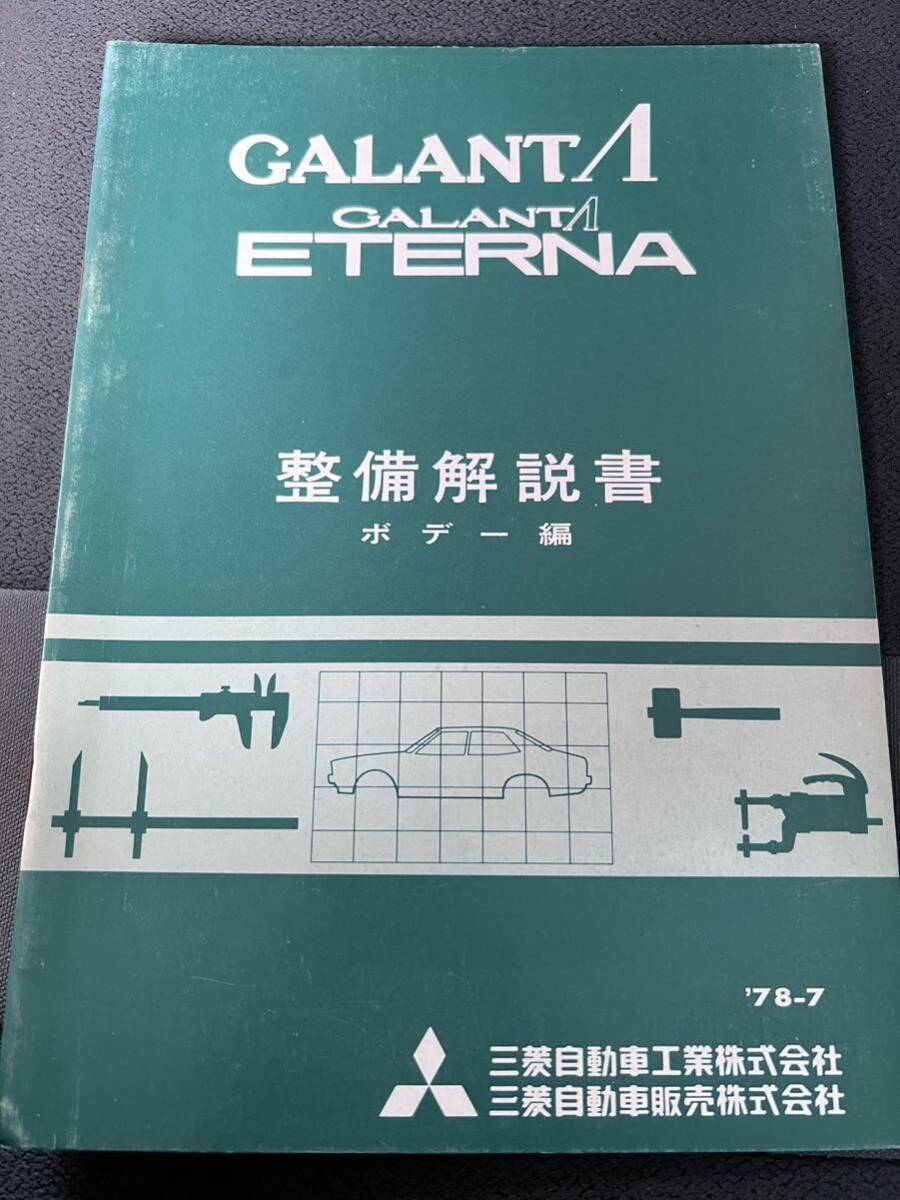 GALANTΛ
GALANTΛ
ETERNA
整備解説書
ボデー編
'78-7
三菱自動車工業株式会社
三菱自動車販売株式会社